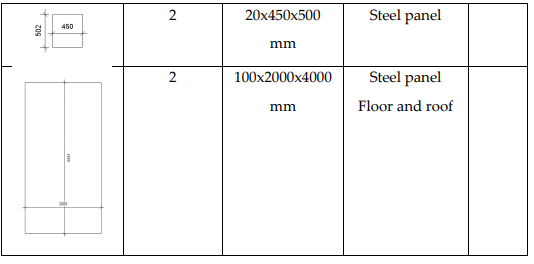 502
450
2
20x450x500
mm
Steel panel
2
100x2000x4000
mm
Steel panel
Floor and roof
2000